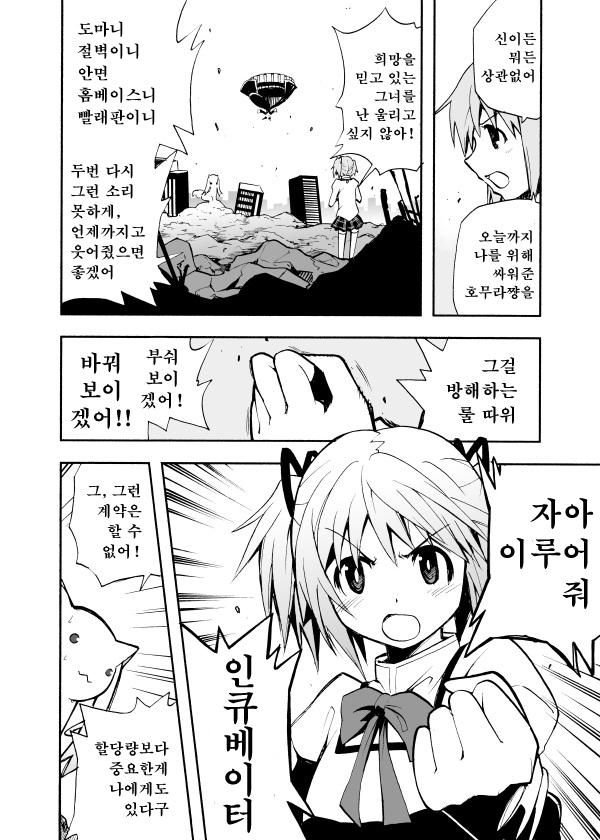 신이든
뭐든
상관없어
오늘까지
나를 위해
싸워준
호무라쨩을
희망을
믿고 있는
그녀를
난 울리고
싶지 않아!
도마니
절벽이니
안면
홈베이스니
빨래판이니
두번 다시
그런 소리
못하게,
언제까지고
웃어줬으면
좋겠어
그걸
방해하는
룰 따위
부숴
보이
겠어!
바꿔
보이
겠어!!
자아
이루어
줘
인큐베이터
그, 그런
계약은
할 수
없어!
할당량보다
중요한게
나에게도
있다구